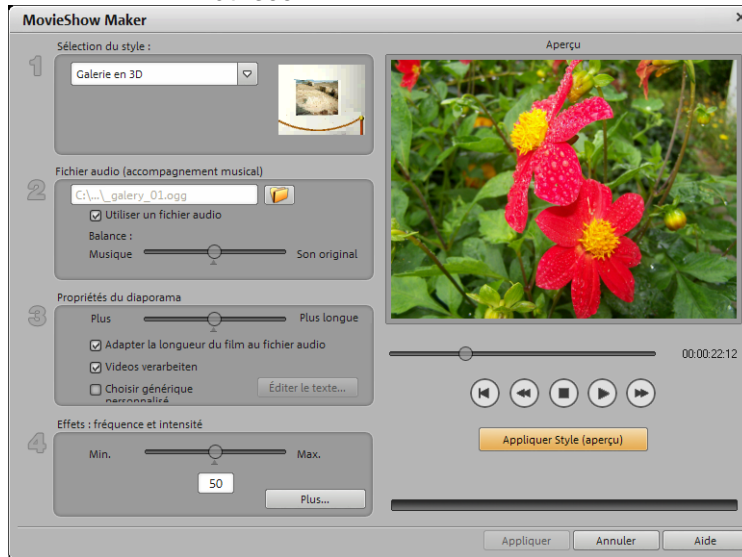 MovieShow Maker
1
Sélection du style :
Galerie en 3D
2
Fichier audio (accompagnement musical)
C:\...\_galery_01.ogg
Utiliser un fichier audio
Balance :
Musique
Son original
3
Propriétés du diaporama
Plus
Plus longue
Adapter la longueur du film au fichier audio
Videos verarbeiten
Choisir générique
personnalisé
Éditer le texte...
4
Effets : fréquence et intensité
Min.
Max.
50
Plus...
Aperçu
00:00:22:12
Appliquer Style (aperçu)
Appliquer
Annuler
Aide